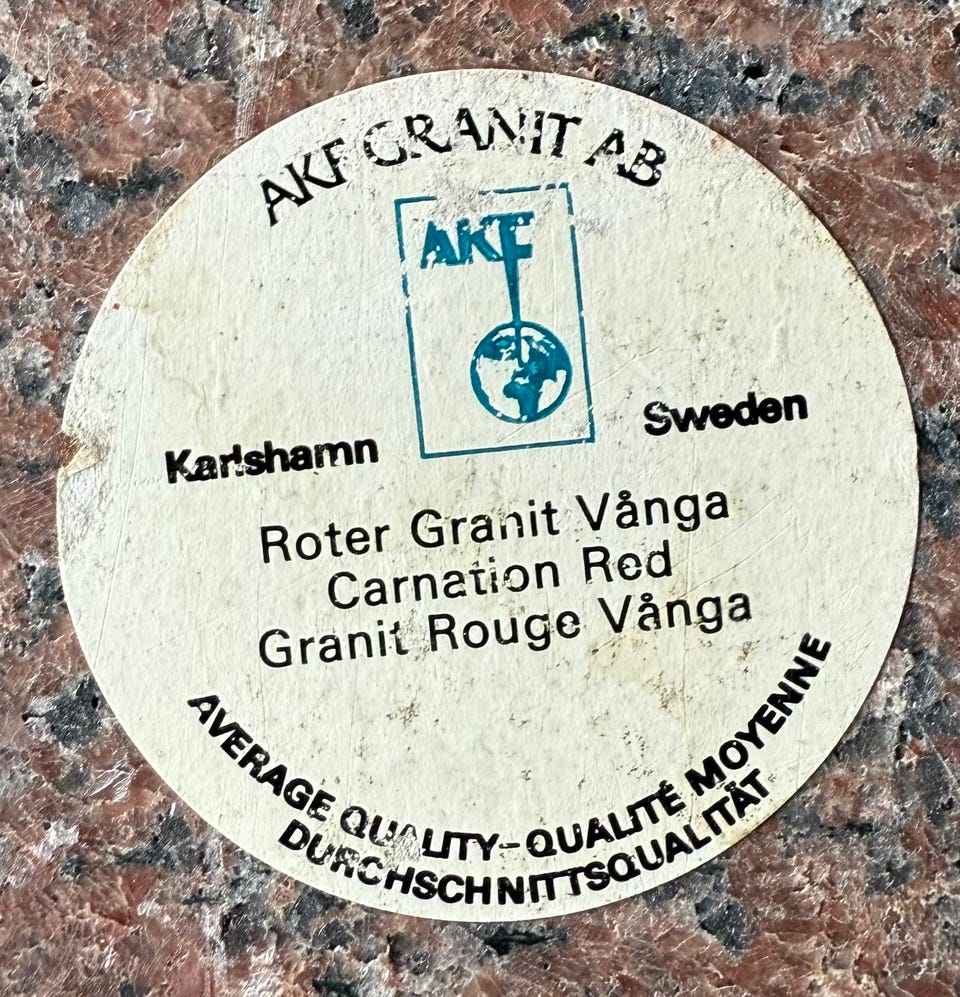 AKF GRANIT AB
AKF
Karlshamn
Sweden
Roter Granit Vånga
Carnation Red
Granit Rouge Vånga
AVERAGE QUALITY-QUALITÉ MOYENNE
DURCHSCHNITTSQUALITÄT